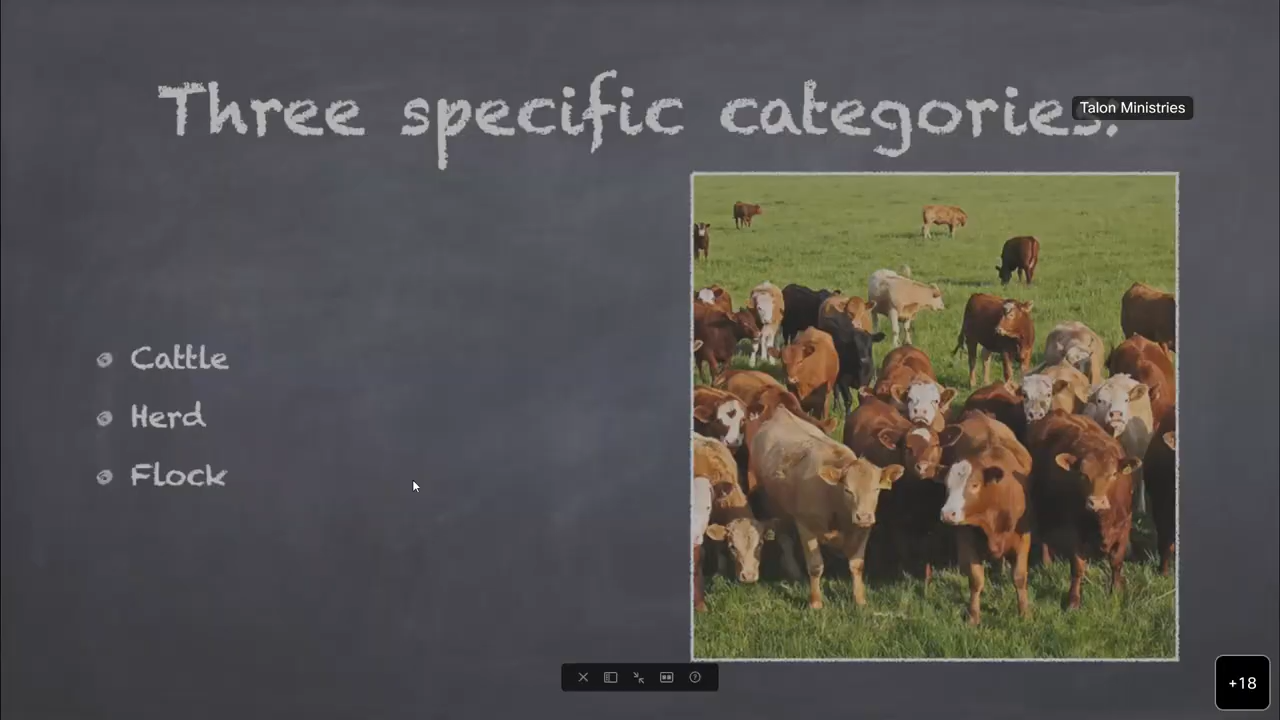 Three specific categories.
Talon Ministries
Cattle
Herd
Flock
+18